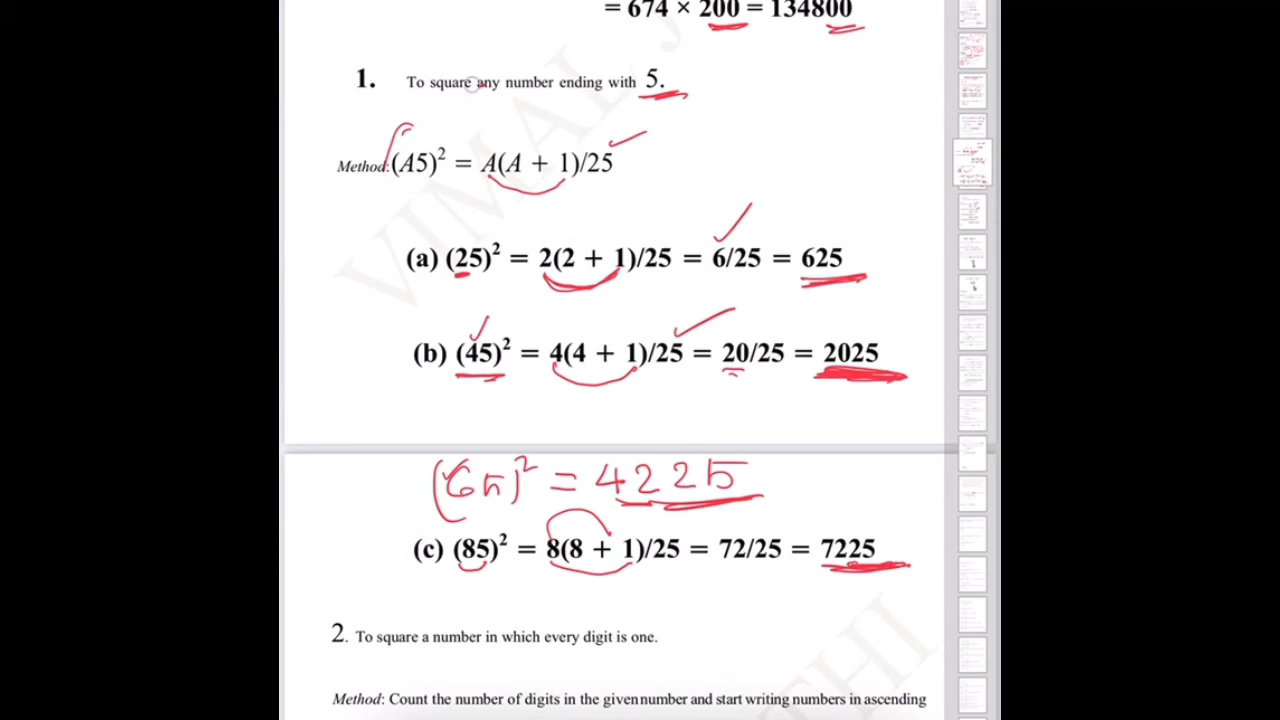 = 674 × 200 = 134800
1. To square any number ending with 5.
Method: (A5)² = A(A + 1)/25
(a) (25)² = 2(2 + 1)/25 = 6/25 = 625
(b) (45)² = 4(4 + 1)/25 = 20/25 = 2025
(65)² = 4225
(c) (85)² = 8(8 + 1)/25 = 72/25 = 7225
2. To square a number in which every digit is one.
Method: Count the number of digits in the given number and start writing numbers in ascending